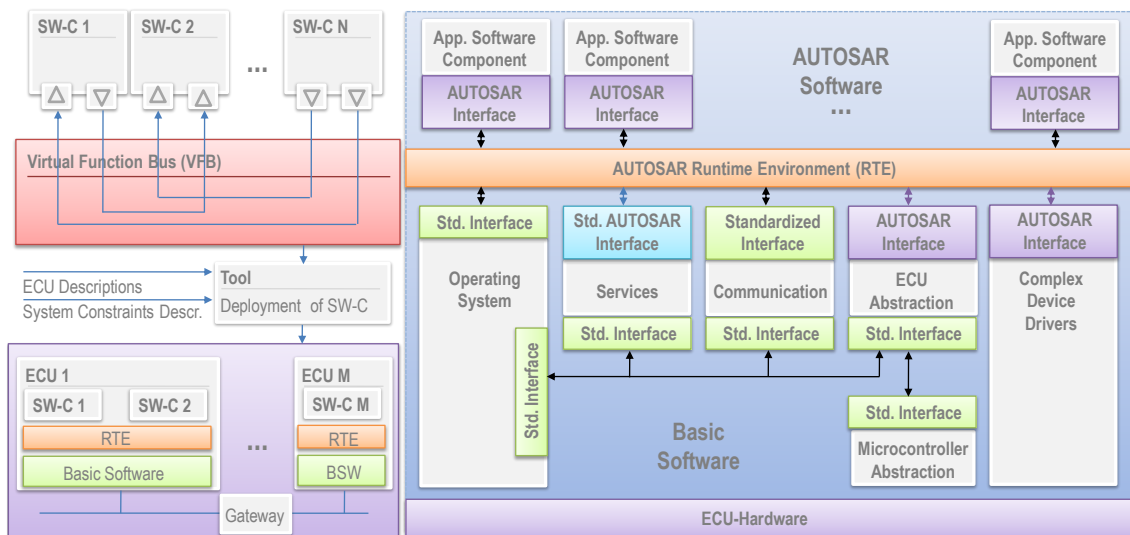 SW-C 1
SW-C 2
...
SW-C N
Virtual Function Bus (VFB)
ECU Descriptions
System Constraints Descr.
Tool
Deployment of SW-C
ECU 1
SW-C 1
SW-C 2
RTE
Basic Software
...
ECU M
SW-C M
RTE
BSW
Gateway
App. Software
Component
AUTOSAR
Interface
App. Software
Component
AUTOSAR
Interface
AUTOSAR
Software
...
App. Software
Component
AUTOSAR
Interface
AUTOSAR Runtime Environment (RTE)
Std. Interface
Operating
System
Std. Interface
Std. AUTOSAR
Interface
Services
Std. Interface
Standardized
Interface
Communication
Std. Interface
AUTOSAR
Interface
ECU
Abstraction
Std. Interface
Std. Interface
Microcontroller
Abstraction
AUTOSAR
Interface
Complex
Device
Drivers
Basic
Software
ECU-Hardware